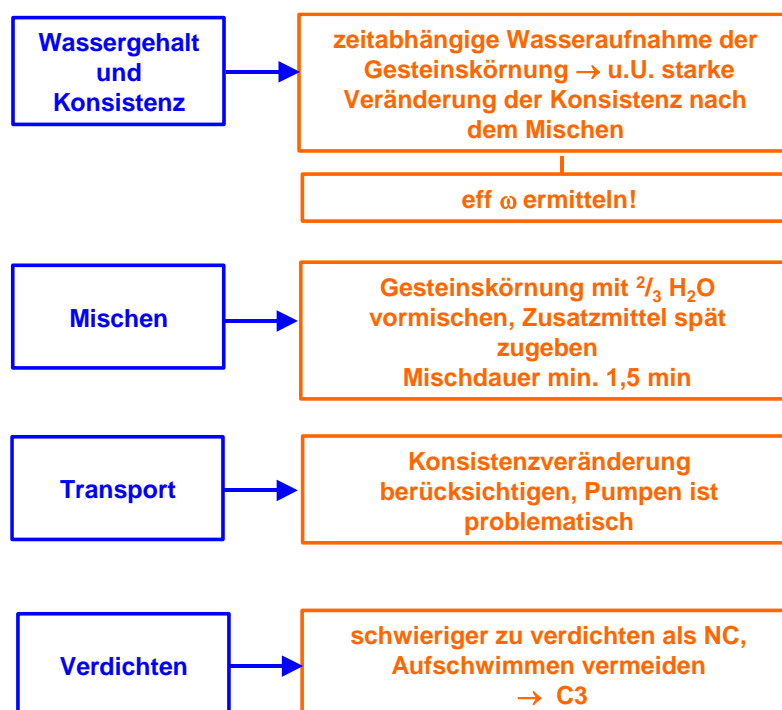 Wassergehalt
und
Konsistenz
zeitabhängige Wasseraufnahme der
Gesteinskörnung → u.U. starke
Veränderung der Konsistenz nach
dem Mischen
eff ω ermitteln!
Mischen
Gesteinskörnung mit ²/₃ H₂O
vormischen, Zusatzmittel spät
zugeben
Mischdauer min. 1,5 min
Transport
Konsistenzveränderung
berücksichtigen, Pumpen ist
problematisch
Verdichten
schwieriger zu verdichten als NC,
Aufschwimmen vermeiden
→ C3